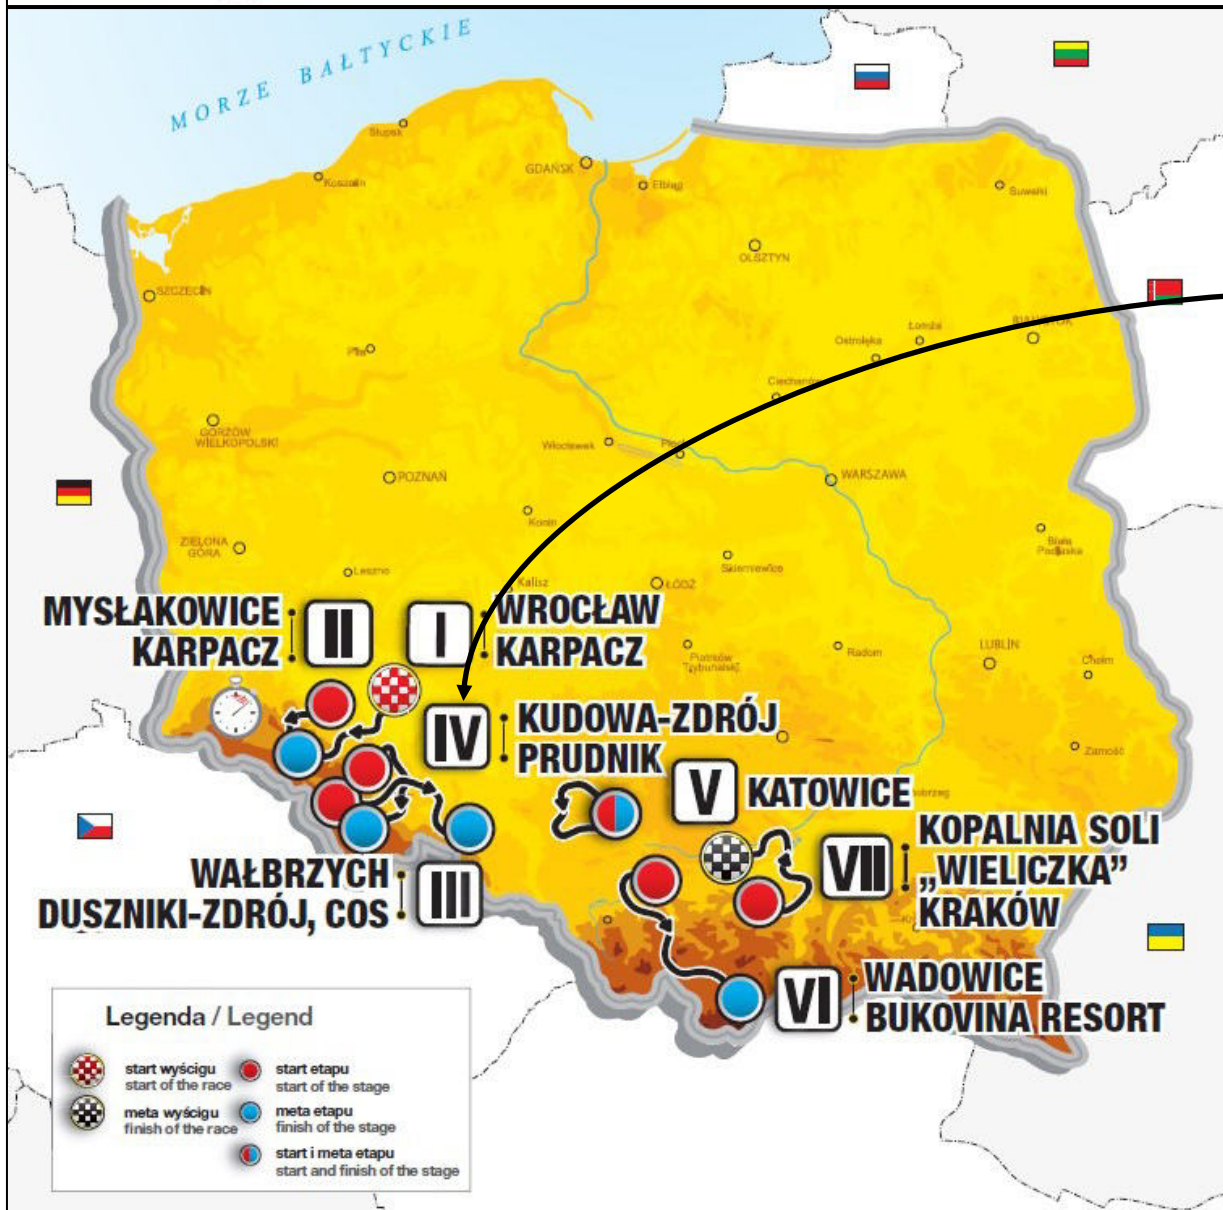 MORZE BAŁTYCKIE
Słupsk
Koszalin
GDAŃSK
Elbląg
Suwałki
OLSZTYN
SZCZECIN
Piła
Ostrołęka
Łomża
BIAŁYSTOK
Ciechanów
GORZÓW
WIELKOPOLSKI
Włocławek
Płock
POZNAŃ
WARSZAWA
Konin
ZIELONA
GÓRA
Leszno
Kalisz
ŁÓDŹ
Skierniewice
Biała
Podlaska
Piotrków
Trybunalski
Radom
LUBLIN
Chełm
Zamość
MYSŁAKOWICE
KARPACZ
II
I
WROCŁAW
KARPACZ
IV
KUDOWA-ZDRÓJ
PRUDNIK
V
KATOWICE
WAŁBRZYCH
DUSZNIKI-ZDRÓJ, COS
III
VII
KOPALNIA SOLI
„WIELICZKA”
KRAKÓW
VI
WADOWICE
BUKOVINA RESORT
Legenda / Legend
start wyścigu
start of the race
meta wyścigu
finish of the race
start etapu
start of the stage
meta etapu
finish of the stage
start i meta etapu
start and finish of the stage